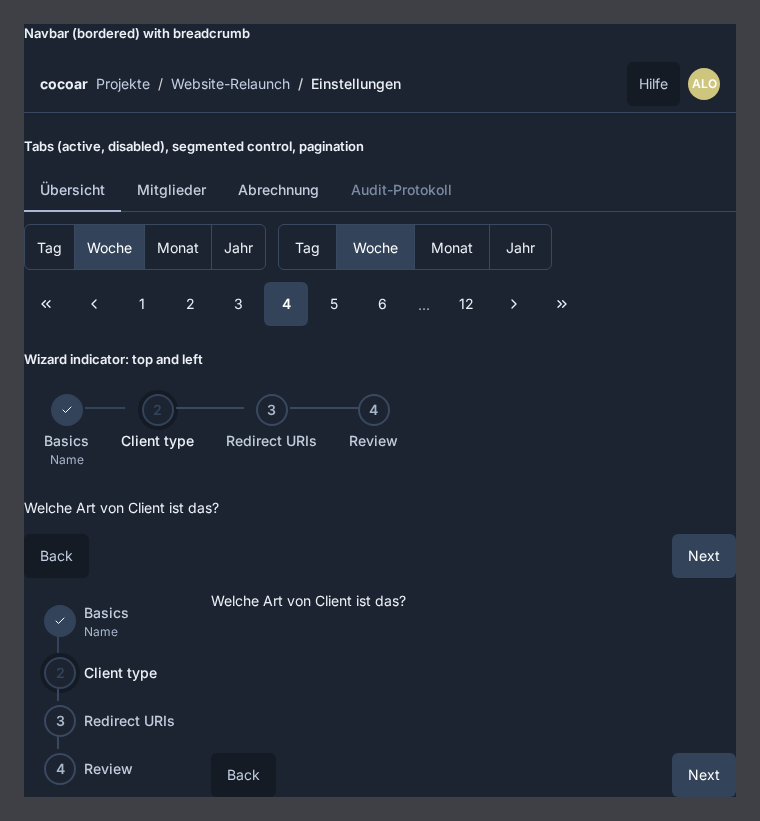 Navbar (bordered) with breadcrumb
cocoar Projekte / Website-Relaunch / Einstellungen Hilfe ALO
Tabs (active, disabled), segmented control, pagination
Übersicht Mitglieder Abrechnung Audit-Protokoll
Tag Woche Monat Jahr Tag Woche Monat Jahr
« ‹ 1 2 3 4 5 6 … 12 › »
Wizard indicator: top and left
✓ 2 3 4
Basics Client type Redirect URIs Review
Name
Welche Art von Client ist das?
Back Next
Welche Art von Client ist das?
✓ Basics
Name
2 Client type
3 Redirect URIs
4 Review
Back Next